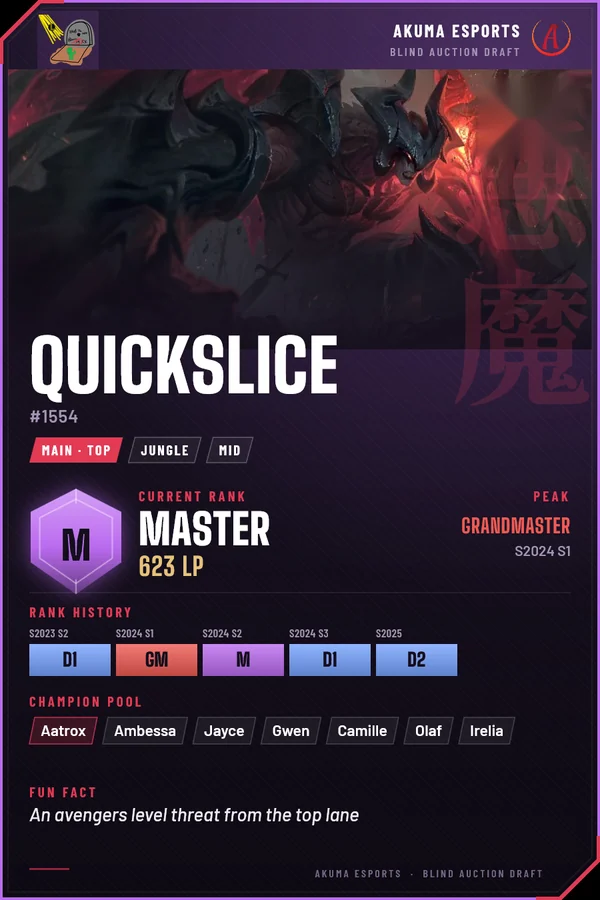 AKUMA ESPORTS
BLIND AUCTION DRAFT
A
悪
魔
QUICKSLICE
#1554
MAIN · TOP JUNGLE MID
CURRENT RANK PEAK
M MASTER GRANDMASTER
623 LP S2024 S1
RANK HISTORY
S2023 S2 S2024 S1 S2024 S2 S2024 S3 S2025
D1 GM M D1 D2
CHAMPION POOL
Aatrox Ambessa Jayce Gwen Camille Olaf Irelia
FUN FACT
An avengers level threat from the top lane
AKUMA ESPORTS · BLIND AUCTION DRAFT